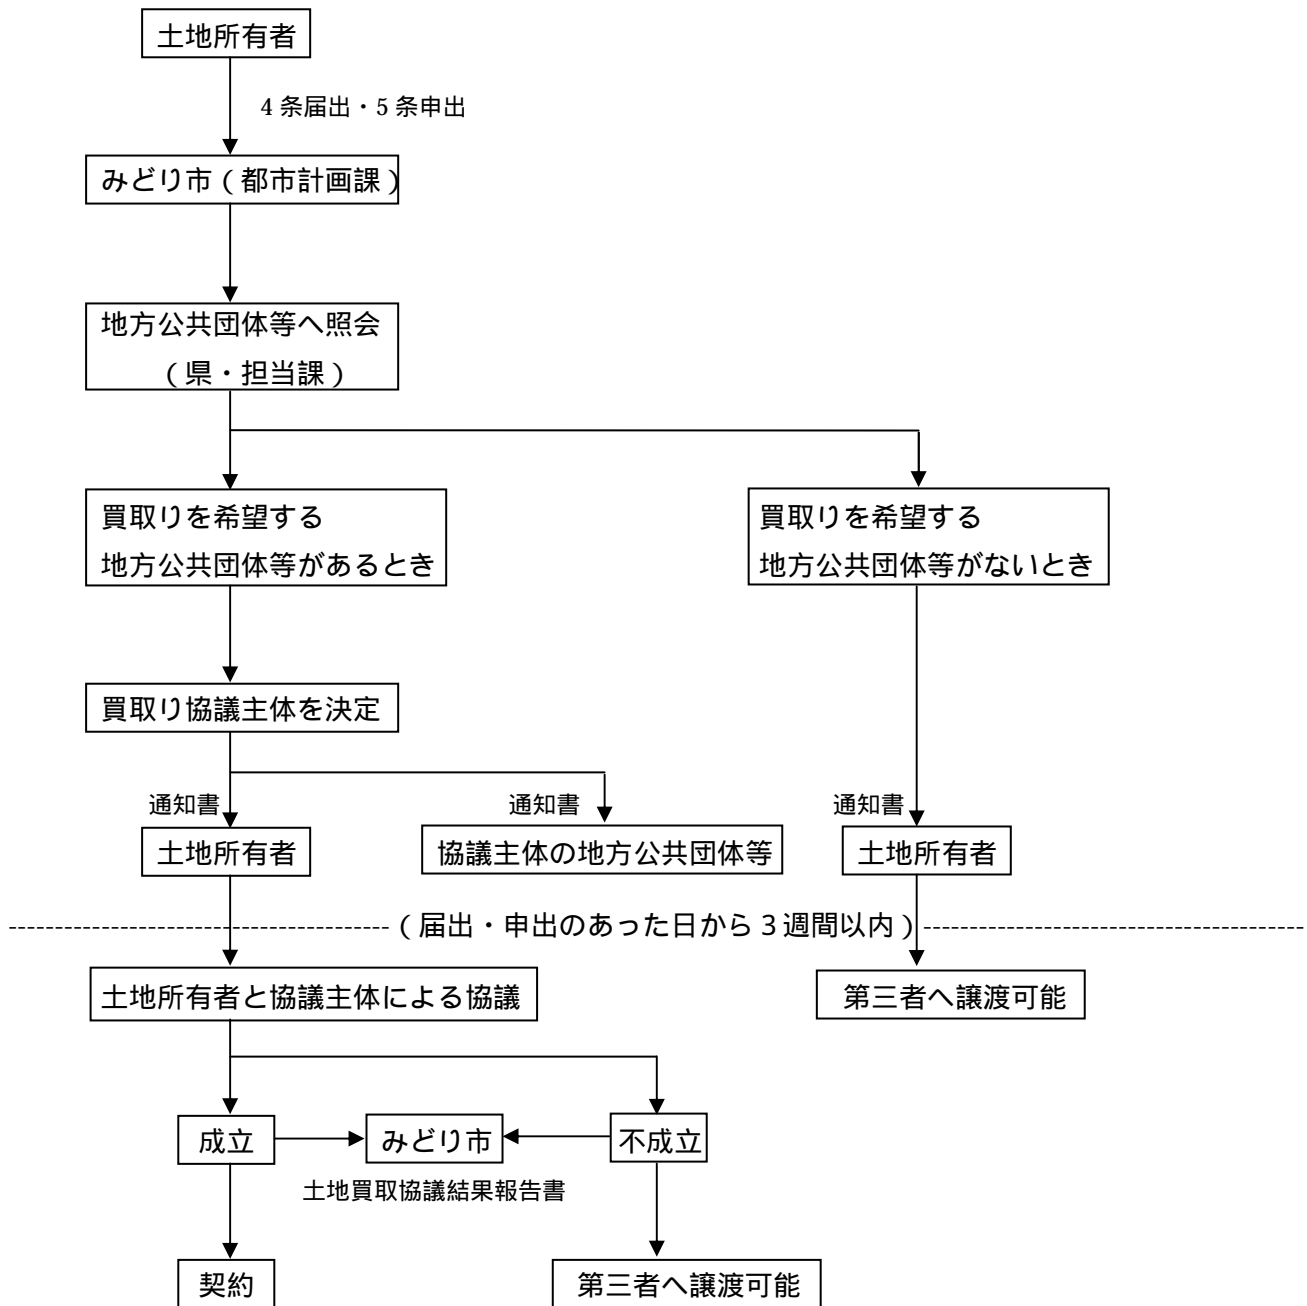 土地所有者
4 条届出・5 条申出
みどり市（都市計画課）
地方公共団体等へ照会
（県・担当課）
買取りを希望する
地方公共団体等があるとき
買取りを希望する
地方公共団体等がないとき
買取り協議主体を決定
通知書
通知書
通知書
土地所有者
協議主体の地方公共団体等
土地所有者
（届出・申出のあった日から３週間以内）
土地所有者と協議主体による協議
第三者へ譲渡可能
成立
みどり市
不成立
土地買取協議結果報告書
契約
第三者へ譲渡可能